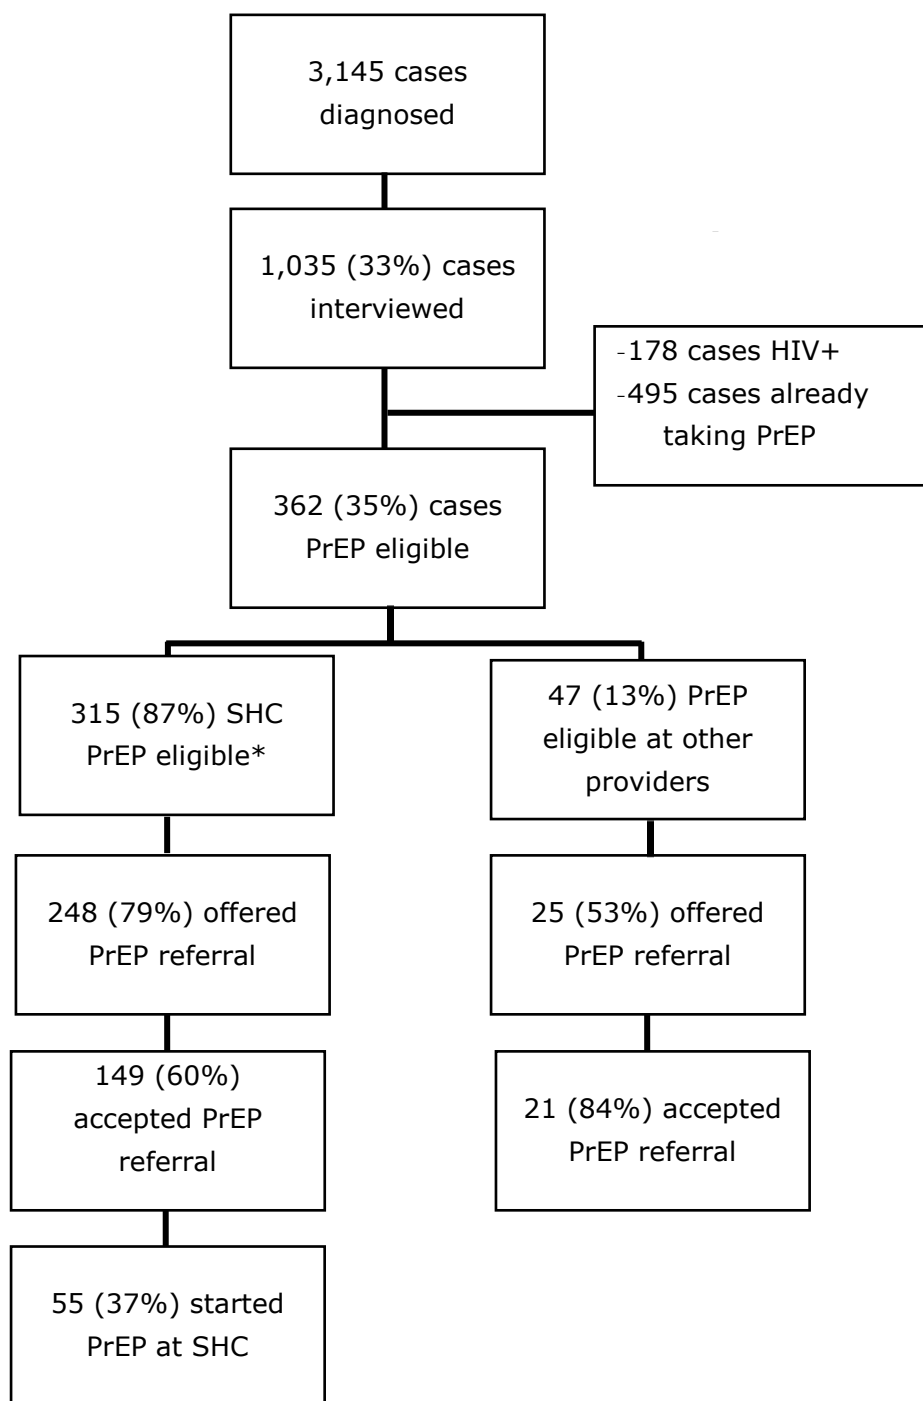 3,145 cases
diagnosed
1,035 (33%) cases
interviewed
-178 cases HIV+
-495 cases already
taking PrEP
362 (35%) cases
PrEP eligible
315 (87%) SHC
PrEP eligible*
47 (13%) PrEP
eligible at other
providers
248 (79%) offered
PrEP referral
25 (53%) offered
PrEP referral
149 (60%)
accepted PrEP
referral
21 (84%) accepted
PrEP referral
55 (37%) started
PrEP at SHC